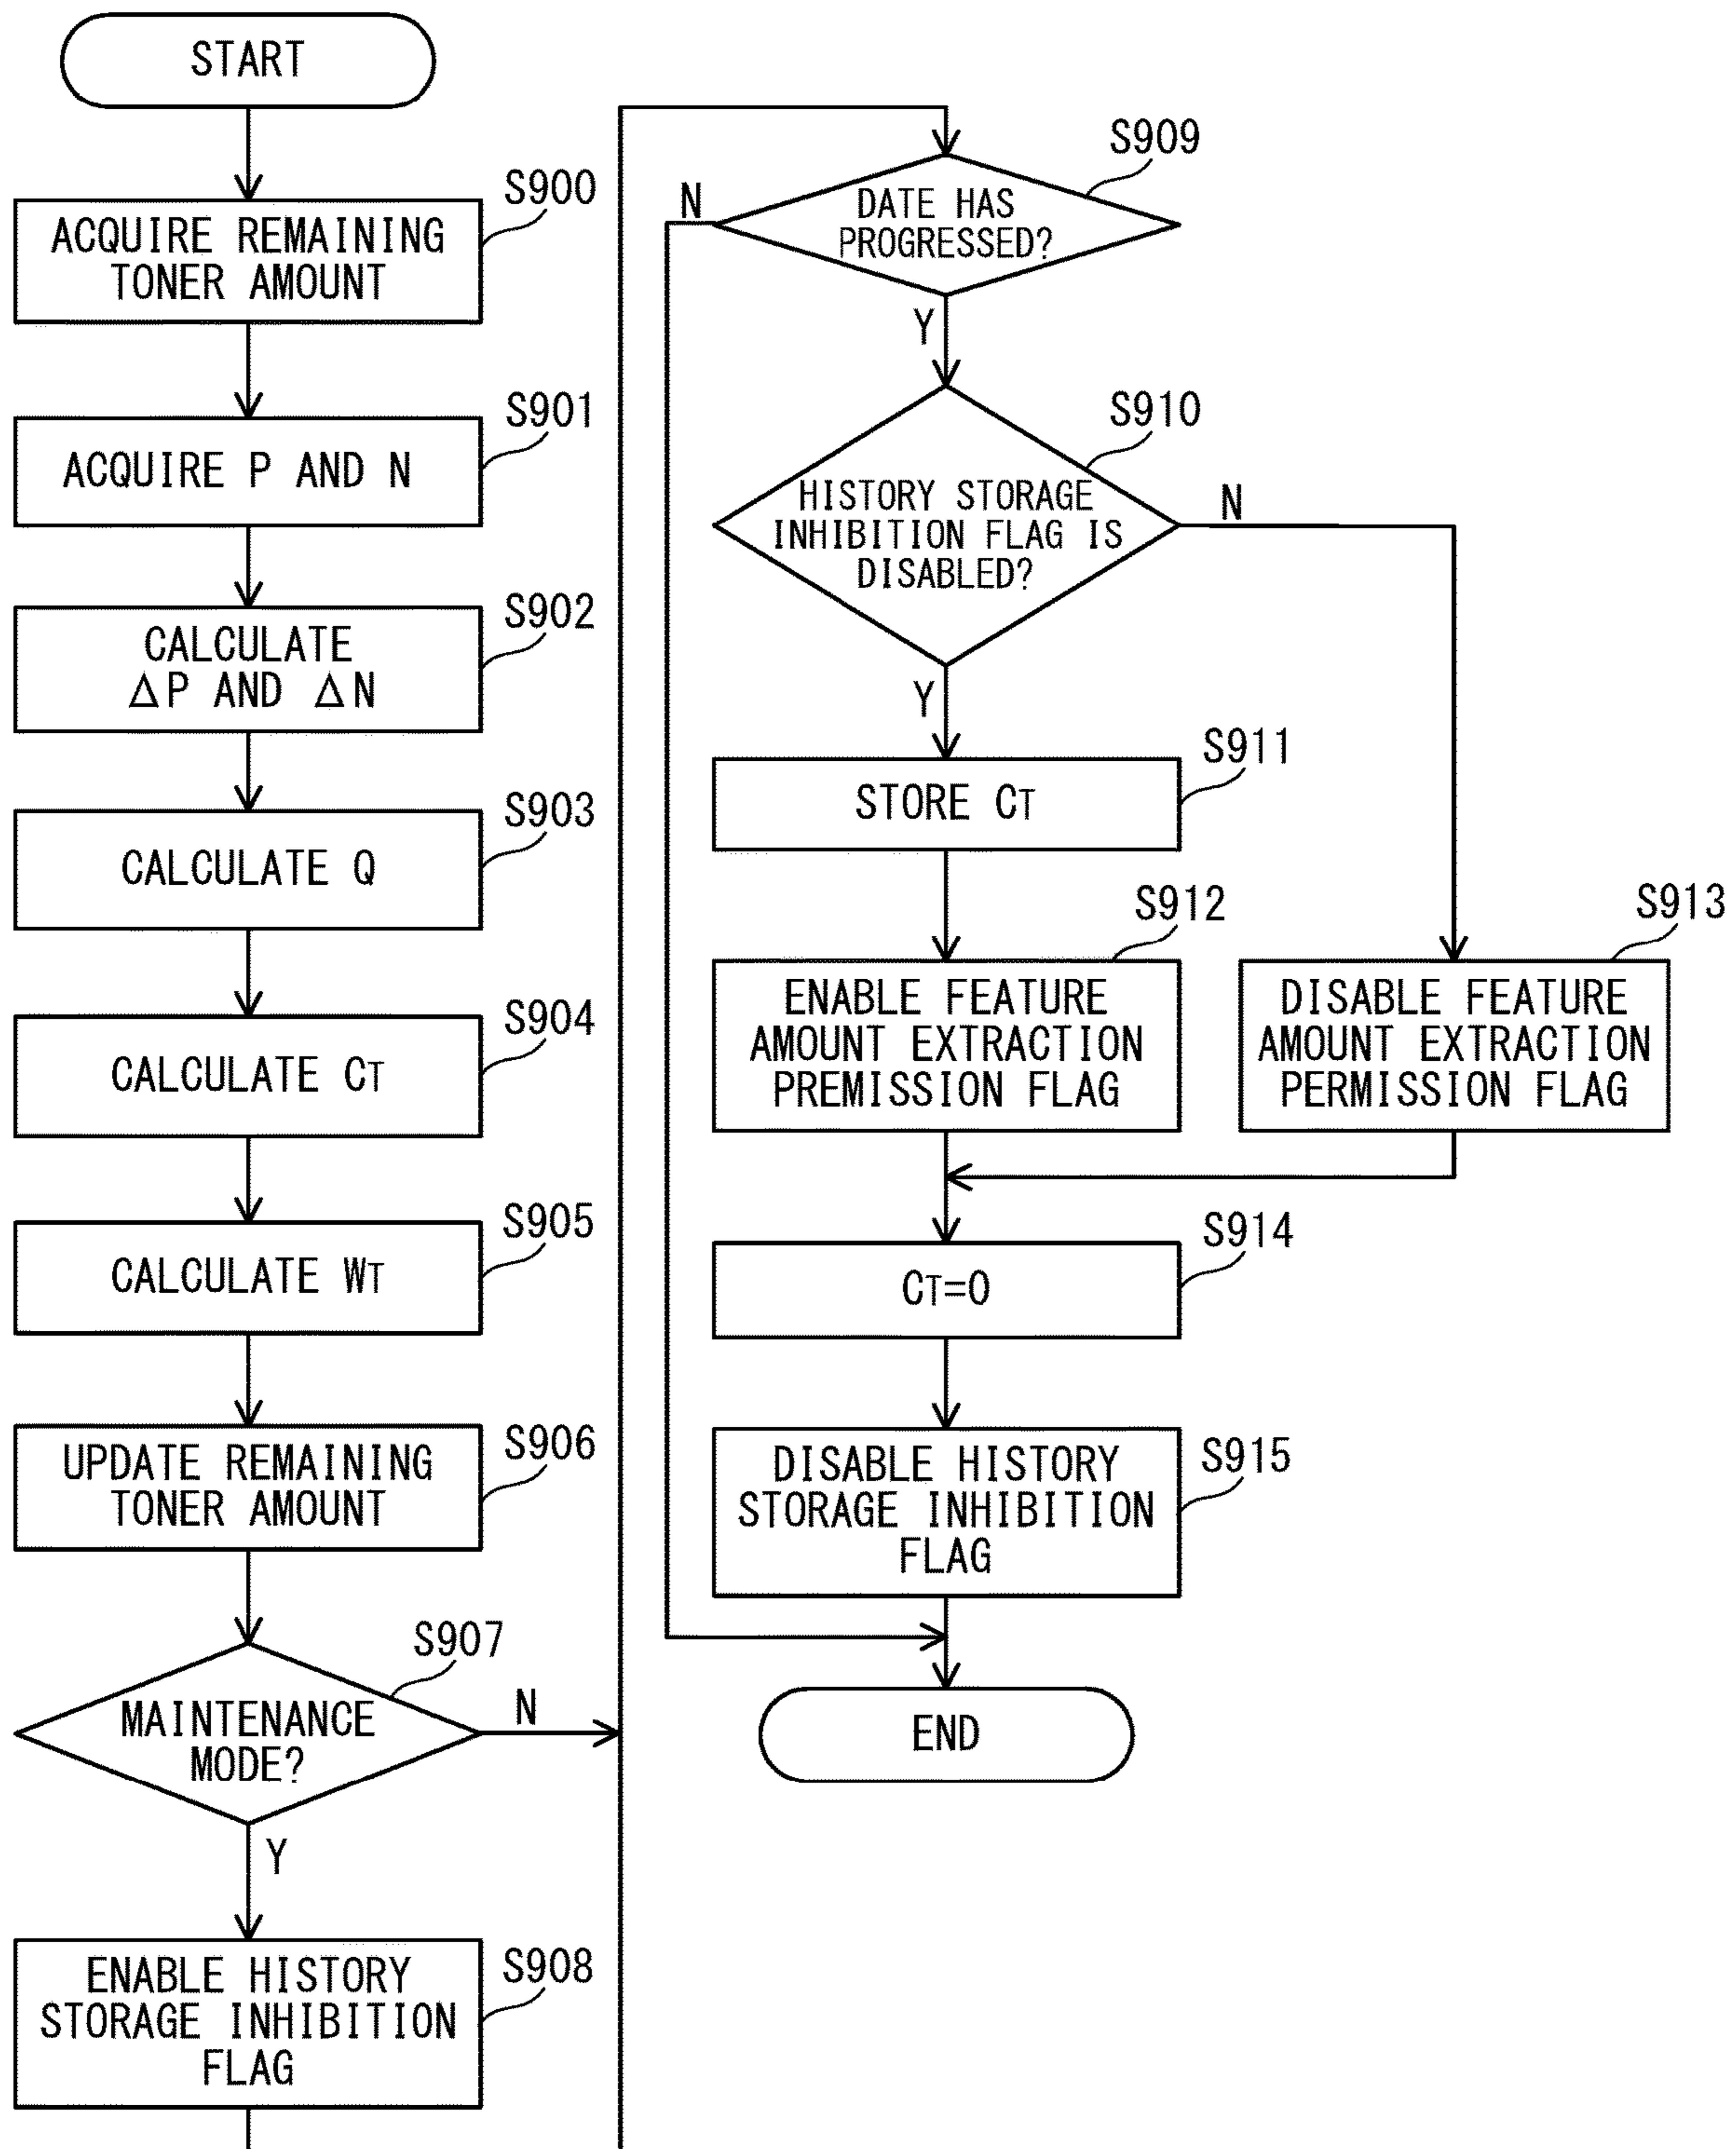 START
S900
ACQUIRE REMAINING
TONER AMOUNT
S901
ACQUIRE P AND N
S902
CALCULATE
△P AND △N
S903
CALCULATE Q
S904
CALCULATE CT
S905
CALCULATE WT
S906
UPDATE REMAINING
TONER AMOUNT
S907
MAINTENANCE
MODE?
N
Y
S908
ENABLE HISTORY
STORAGE INHIBITION
FLAG
S909
DATE HAS
PROGRESSED?
N
Y
S910
HISTORY STORAGE
INHIBITION FLAG IS
DISABLED?
N
Y
S911
STORE CT
S912
ENABLE FEATURE
AMOUNT EXTRACTION
PREMISSION FLAG
S913
DISABLE FEATURE
AMOUNT EXTRACTION
PERMISSION FLAG
S914
CT=0
S915
DISABLE HISTORY
STORAGE INHIBITION
FLAG
END